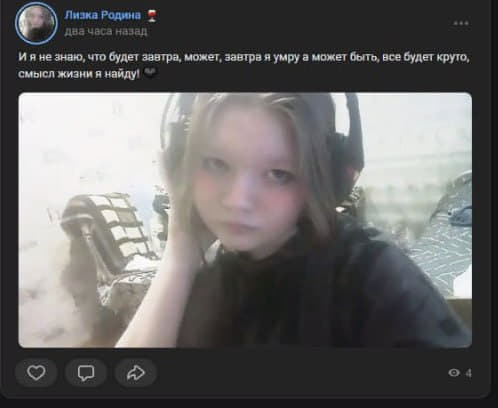 Лизка Родина 🍷
два часа назад
И я не знаю, что будет завтра, может, завтра я умру а может быть, все будет круто,
смысл жизни я найду! 🖤
4